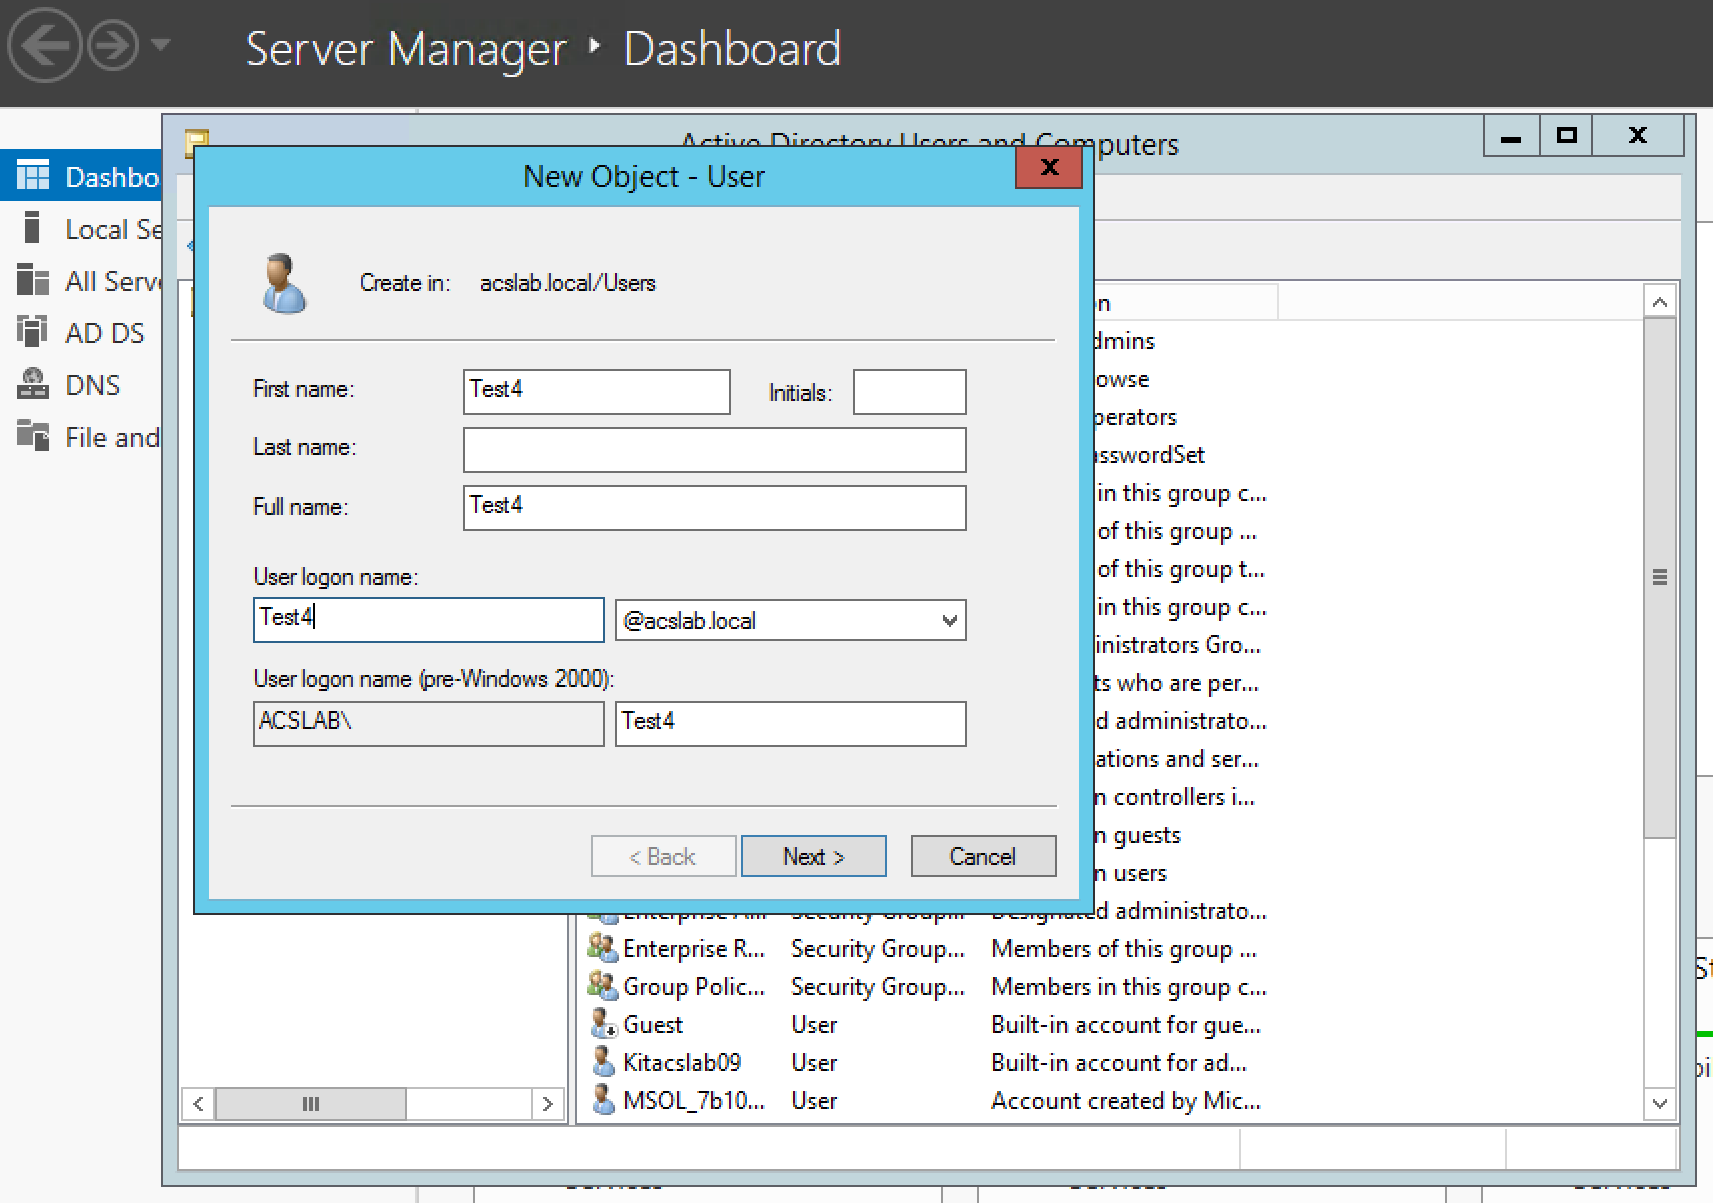 Server Manager ‣ Dashboard
Active Directory Users and Computers
New Object - User
Dashbo
Local Se
All Serv
AD DS
DNS
File and
Create in: acslab.local/Users
First name: Test4 Initials:
Last name:
Full name: Test4
User logon name:
Test4 @acslab.local
User logon name (pre-Windows 2000):
ACSLAB\ Test4
< Back Next > Cancel
on
dmins
owse
perators
asswordSet
in this group c...
of this group ...
of this group t...
in this group c...
inistrators Gro...
ts who are per...
d administrato...
ations and ser...
n controllers i...
n guests
n users
Enterprise A... Security Group... Designated administrato...
Enterprise R... Security Group... Members of this group ...
Group Polic... Security Group... Members in this group c...
Guest User Built-in account for gue...
Kitacslab09 User Built-in account for ad...
MSOL_7b10... User Account created by Mic...